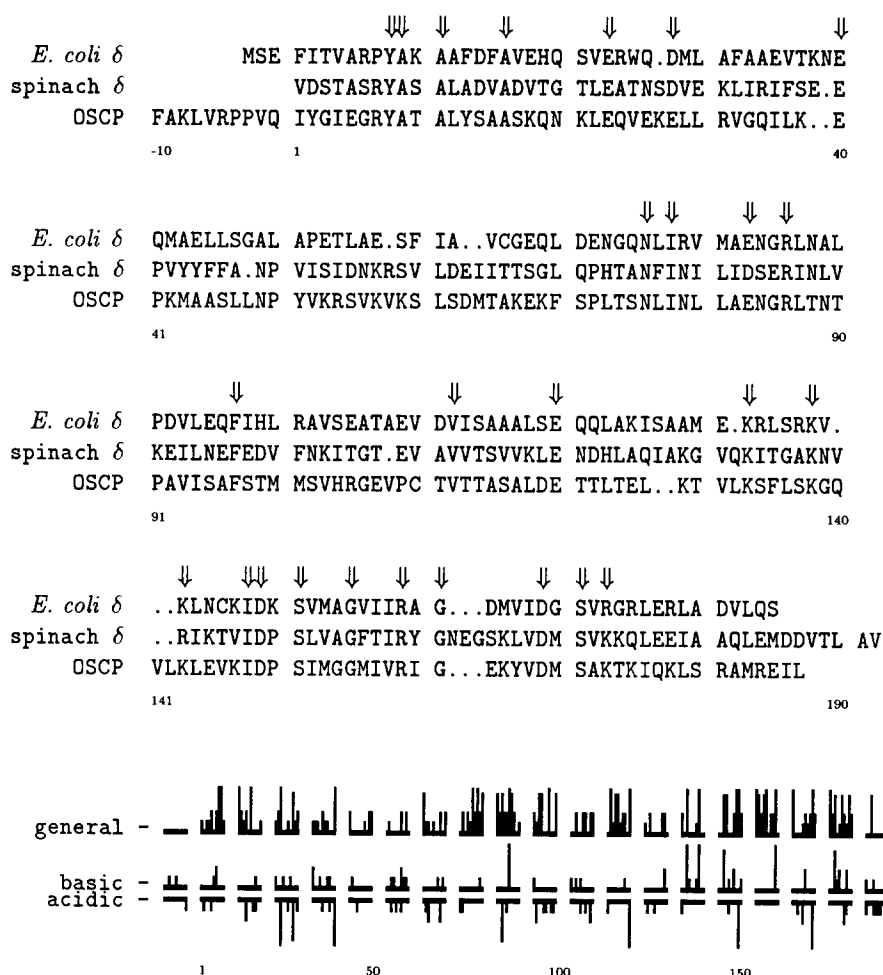 ⇓⇓ ⇓ ⇓ ⇓ ⇓ ⇓
E. coli δ MSE FITVARPYAK AAFDFAVEHQ SVERWQ.DML AFAAEVTKNE
spinach δ VDSTASRYAS ALADVADVTG TLEATNSDVE KLIRIFSE.E
OSCP FAKLVRPPVQ IYGIEGRYAT ALYSAASKQN KLEQVEKELL RVGQILK..E
-10 1 40
⇓ ⇓ ⇓ ⇓
E. coli δ QMAELLSGAL APETLAE.SF IA..VCGEQL DENGQNLIRV MAENGRLNAL
spinach δ PVYYFFA.NP VISIDNKRSV LDEIITTSGL QPHTANFINI LIDSERINLV
OSCP PKMAASLLNP YVKRSVKVKS LSDMTAKEKF SPLTSNLINL LAENGRLTNT
41 90
⇓ ⇓ ⇓ ⇓ ⇓
E. coli δ PDVLEQFIHL RAVSEATAEV DVISAAALSE QQLAKISAAM E.KRLSRKV.
spinach δ KEILNEFEDV FNKITGT.EV AVVTSVVKLE NDHLAQIAKG VQKITGAKNV
OSCP PAVISAFSTM MSVHRGEVPC TVTTASALDE TTLTEL..KT VLKSFLSKGQ
91 140
⇓ ⇓⇓ ⇓ ⇓ ⇓ ⇓ ⇓ ⇓ ⇓
E. coli δ ..KLNCKIDK SVMAGVIIRA G...DMVIDG SVRGRLERLA DVLQS
spinach δ ..RIKTVIDP SLVAGFTIRY GNEGSKLVDM SVKKQLEEIA AQLEMDDVTL AV
OSCP VLKLEVKIDP SIMGGMIVRI G...EKYVDM SAKTKIQKLS RAMREIL
141 190
general -
basic -
acidic -
1 50 100 150